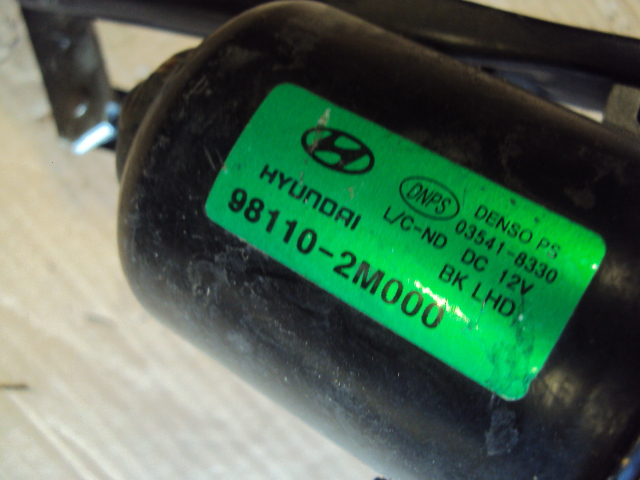 HYUNDAI
98110-2M000
DNPS
DENSO PS
03541-8330
L/C-ND DC 12V
BK LHD